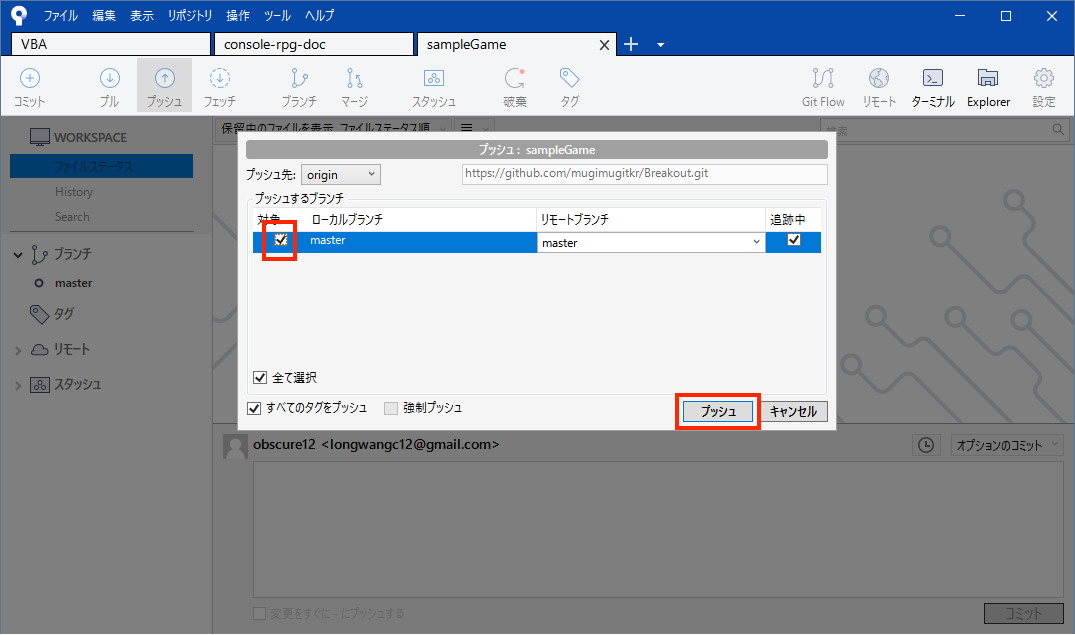 ファイル 編集 表示 リポジトリ 操作 ツール ヘルプ
VBA console-rpg-doc sampleGame
コミット プル プッシュ フェッチ ブランチ マージ スタッシュ 破棄 タグ Git Flow リモート ターミナル Explorer 設定
WORKSPACE
ファイルステータス
History
Search
ブランチ
master
タグ
リモート
スタッシュ
保留中のファイルを表示, ファイルステータス順
検索
プッシュ: sampleGame
プッシュ先: origin https://github.com/mugimugitkr/Breakout.git
プッシュするブランチ
対象 ローカルブランチ リモートブランチ 追跡中
master master
全て選択
すべてのタグをプッシュ 強制プッシュ プッシュ キャンセル
obscure12 <longwangc12@gmail.com> オプションのコミット
変更をすぐに - にプッシュする
コミット